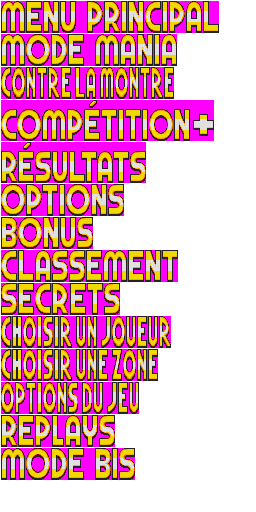 MENU PRINCIPAL
MODE MANIA
CONTRE LA MONTRE
COMPÉTITION+
RÉSULTATS
OPTIONS
BONUS
CLASSEMENT
SECRETS
CHOISIR UN JOUEUR
CHOISIR UNE ZONE
OPTIONS DU JEU
REPLAYS
MODE BIS